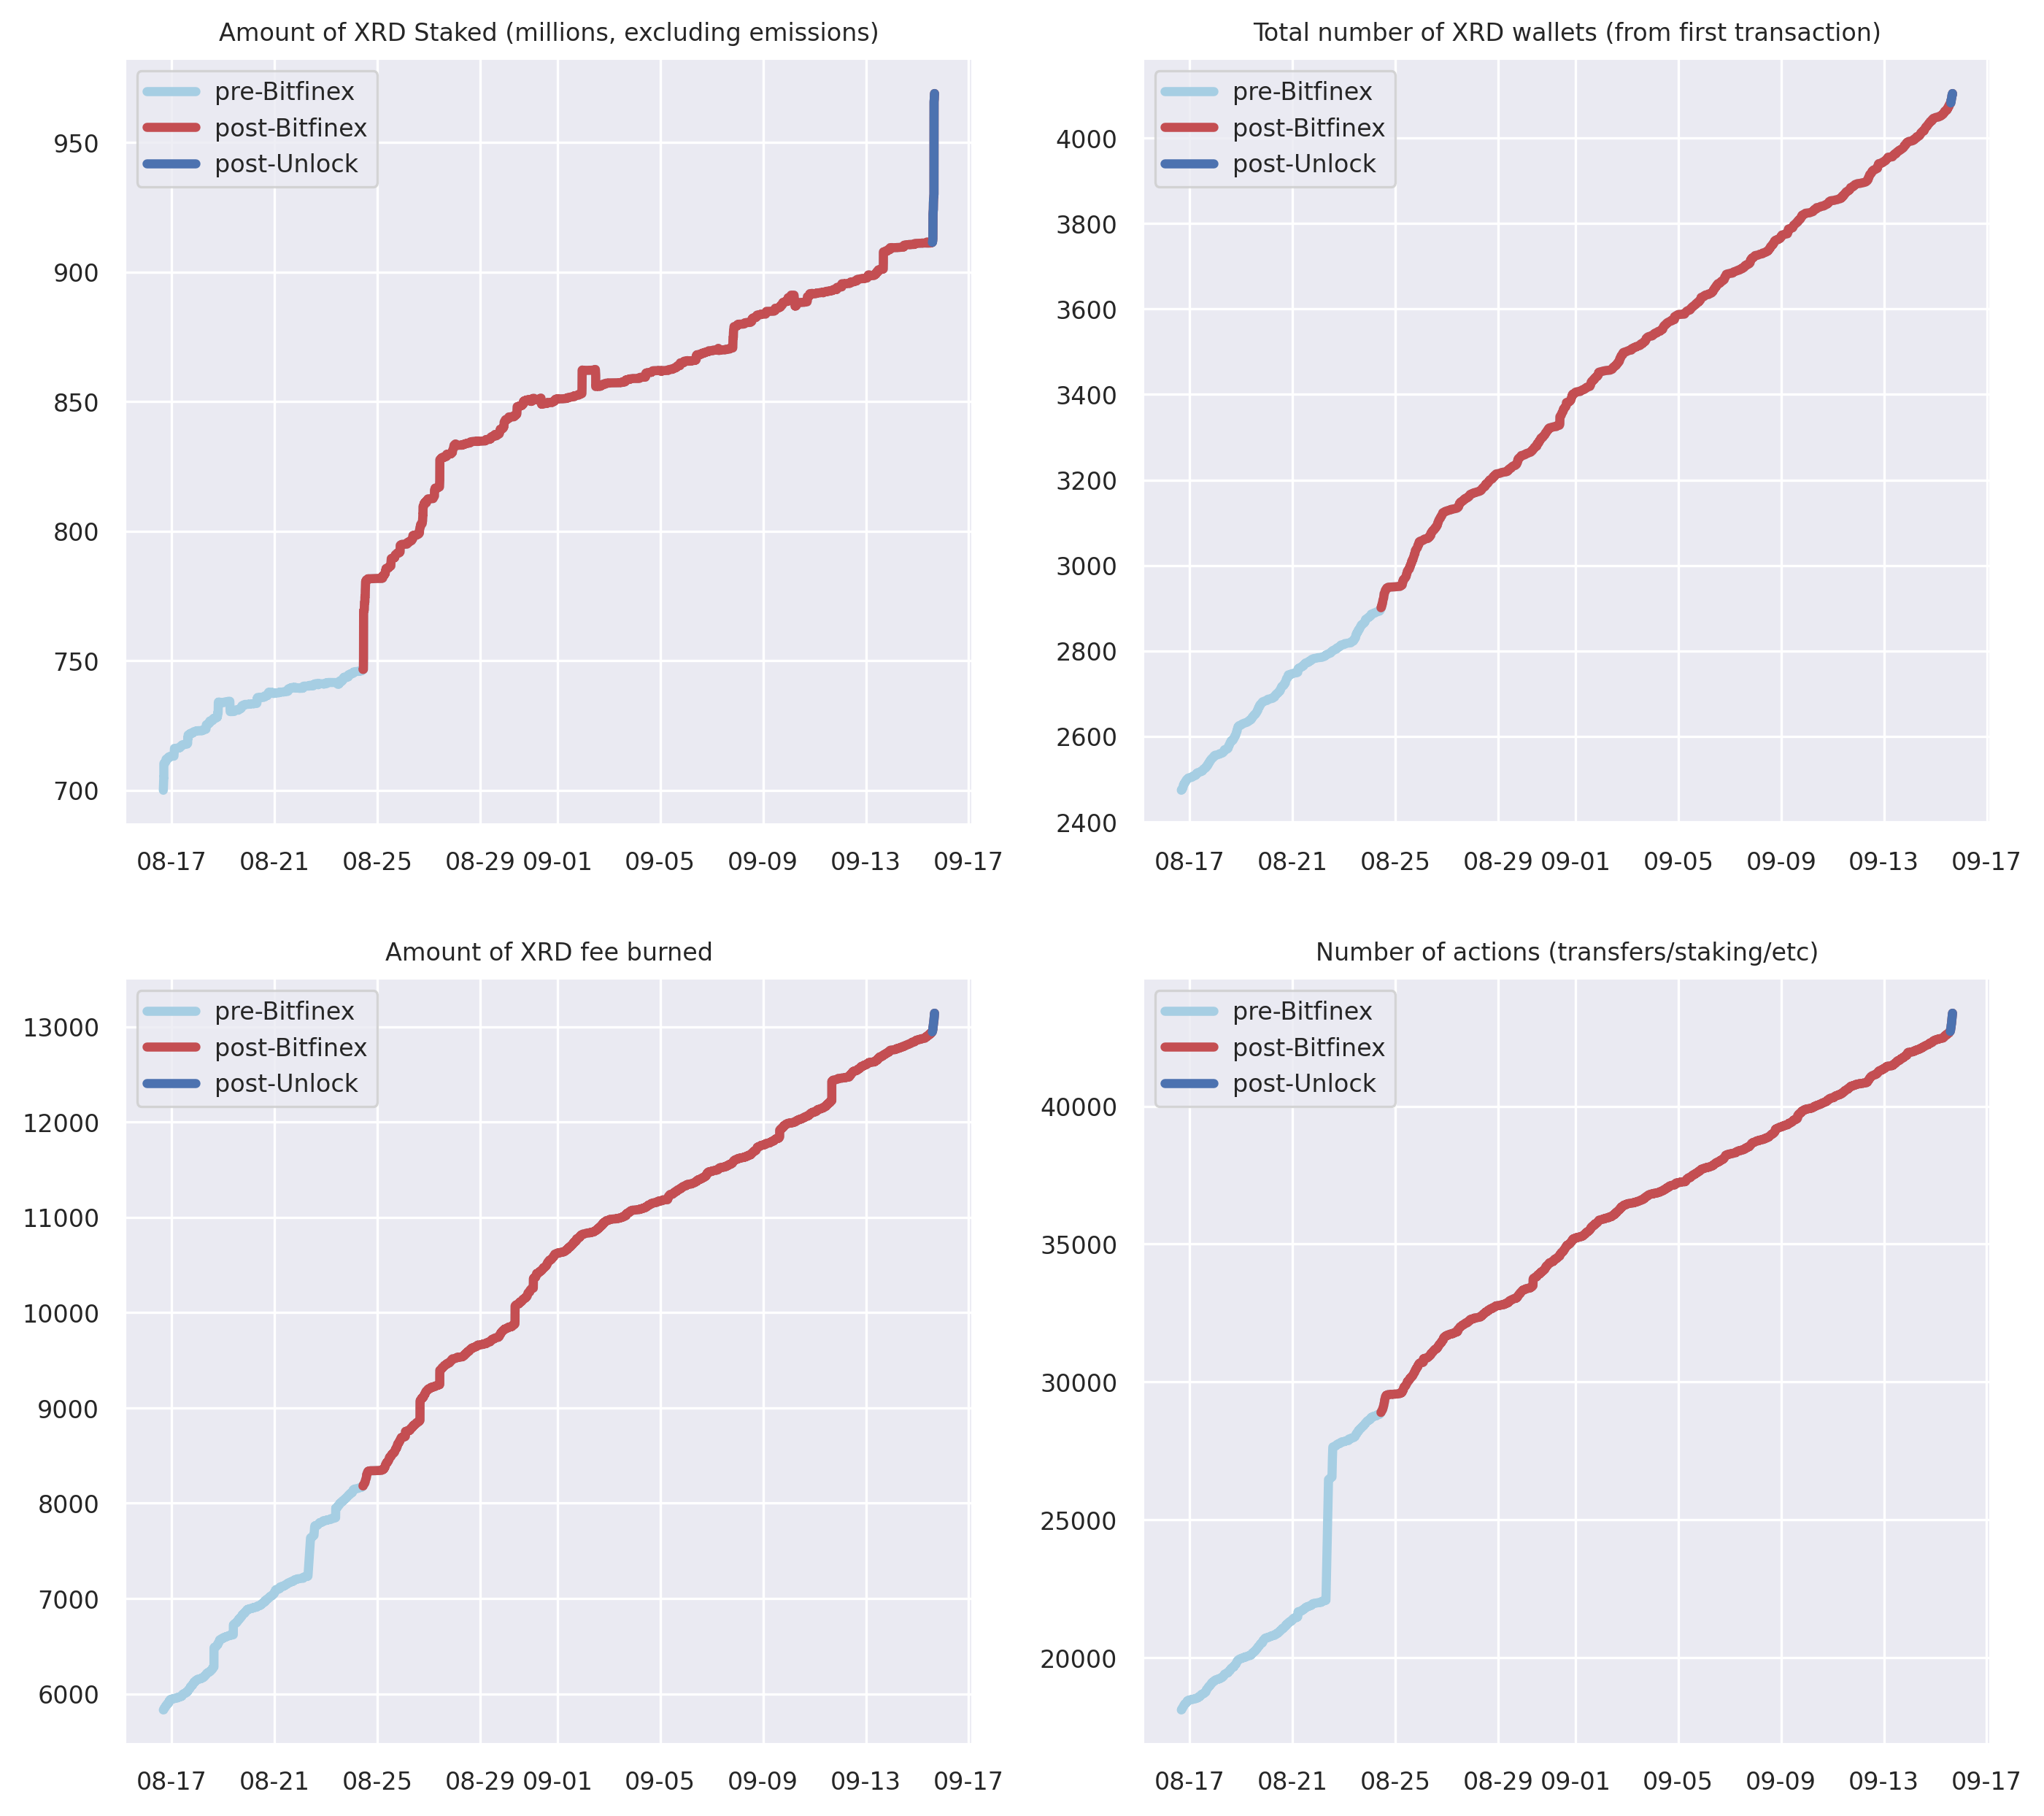 Amount of XRD Staked (millions, excluding emissions)
pre-Bitfinex
post-Bitfinex
post-Unlock
950
900
850
800
750
700
08-17 08-21 08-25 08-29 09-01 09-05 09-09 09-13 09-17
Total number of XRD wallets (from first transaction)
pre-Bitfinex
post-Bitfinex
post-Unlock
4000
3800
3600
3400
3200
3000
2800
2600
2400
08-17 08-21 08-25 08-29 09-01 09-05 09-09 09-13 09-17
Amount of XRD fee burned
pre-Bitfinex
post-Bitfinex
post-Unlock
13000
12000
11000
10000
9000
8000
7000
6000
08-17 08-21 08-25 08-29 09-01 09-05 09-09 09-13 09-17
Number of actions (transfers/staking/etc)
pre-Bitfinex
post-Bitfinex
post-Unlock
40000
35000
30000
25000
20000
08-17 08-21 08-25 08-29 09-01 09-05 09-09 09-13 09-17